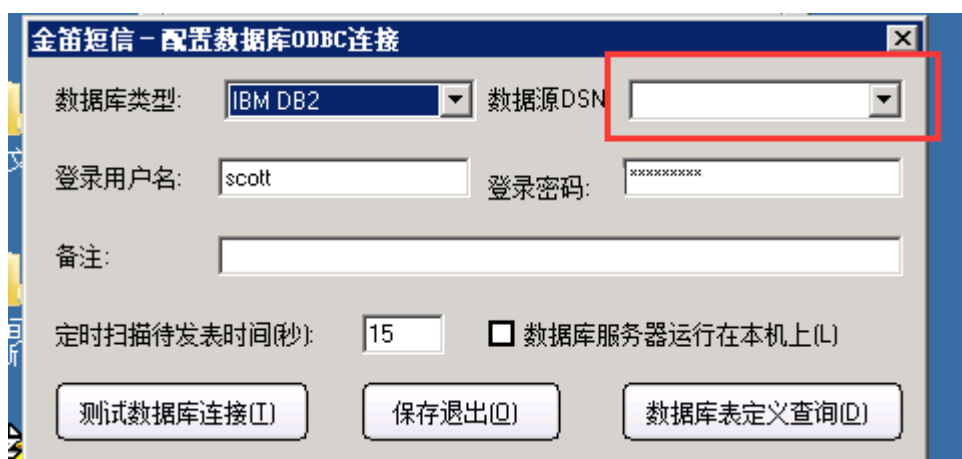 金笛短信－配置数据库ODBC连接
数据库类型: IBM DB2 数据源DSN
登录用户名: scott 登录密码: *********
备注:
定时扫描待发表时间(秒): 15 数据库服务器运行在本机上(L)
测试数据库连接(T) 保存退出(O) 数据库表定义查询(D)